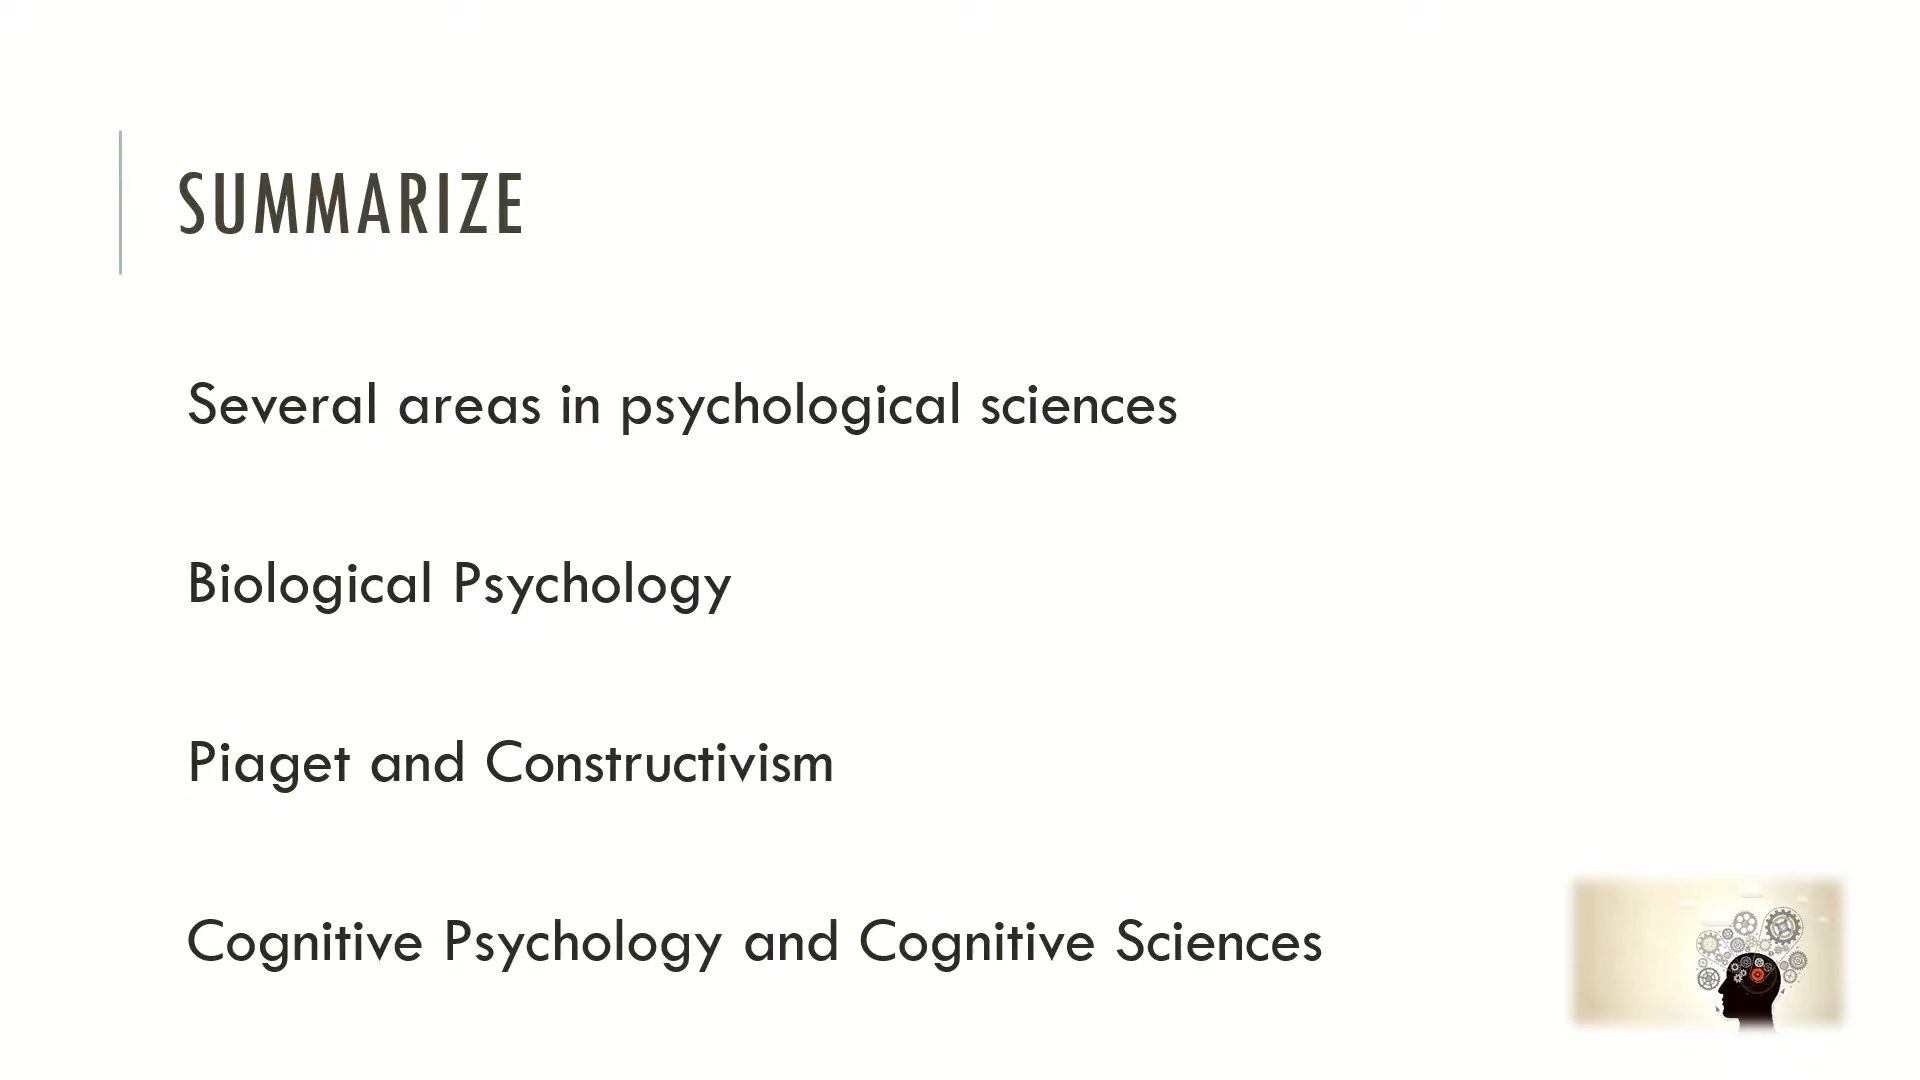 SUMMARIZE
Several areas in psychological sciences
Biological Psychology
Piaget and Constructivism
Cognitive Psychology and Cognitive Sciences